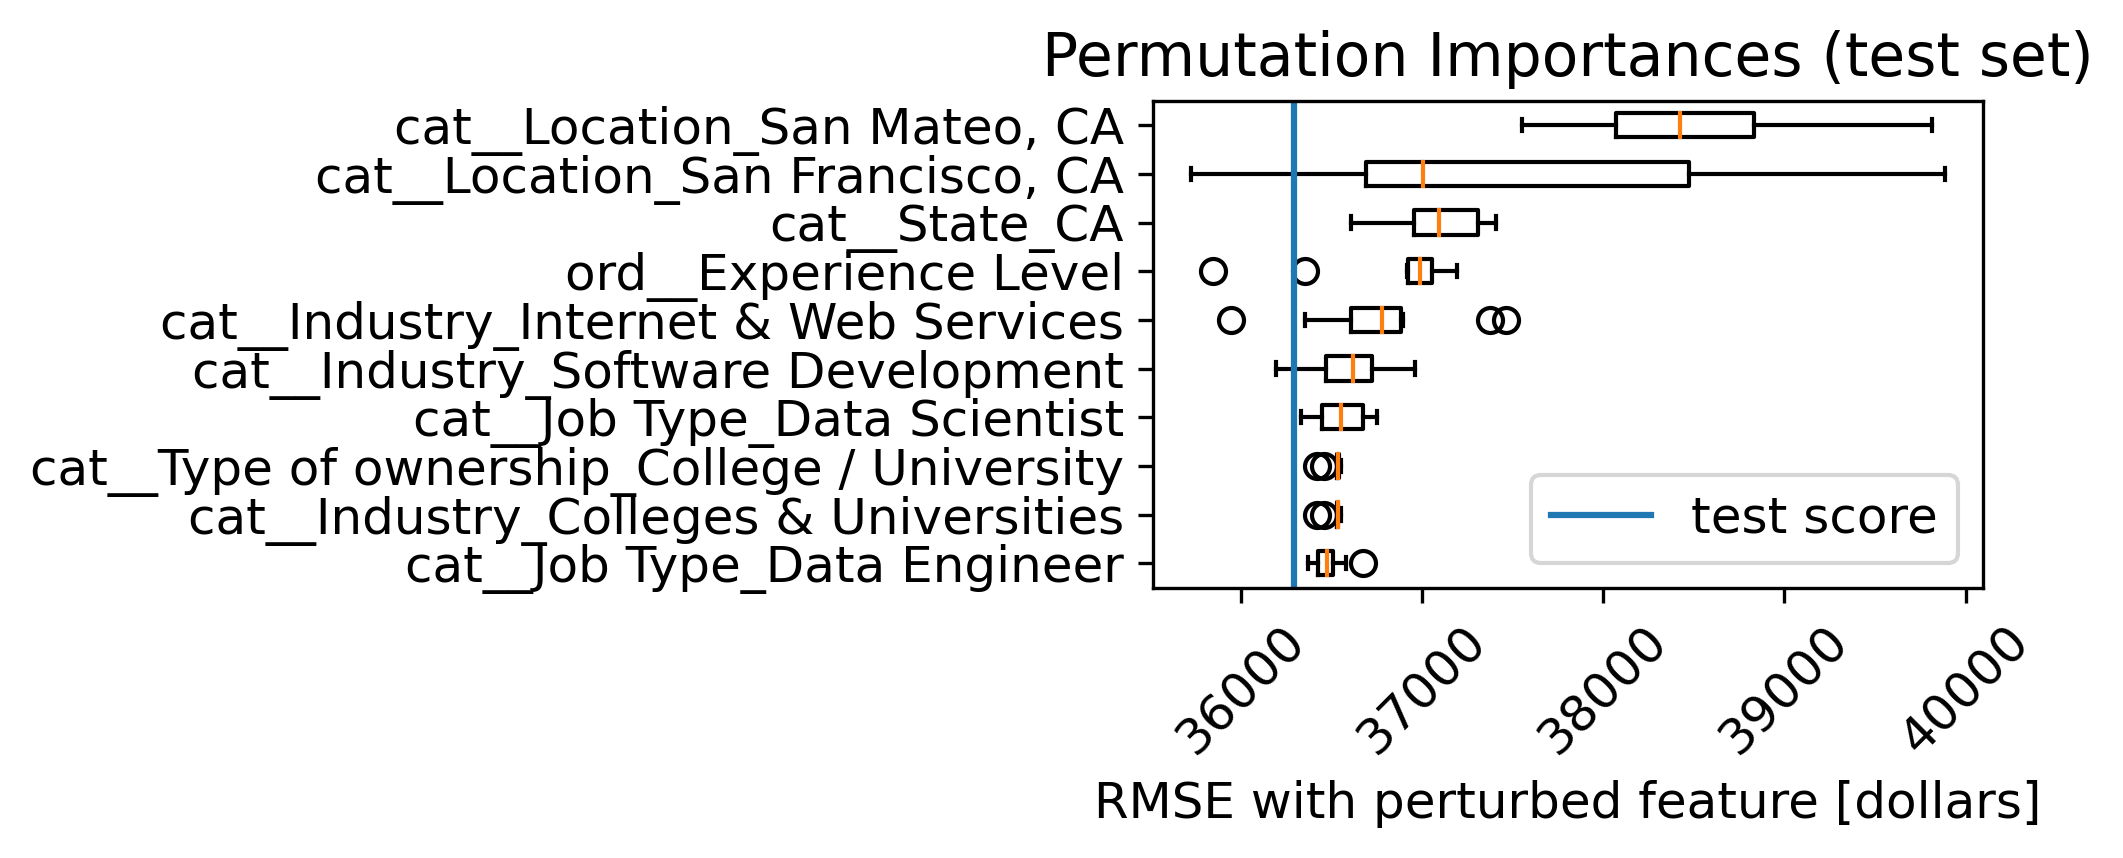 Permutation Importances (test set)
cat__Location_San Mateo, CA
cat__Location_San Francisco, CA
cat__State_CA
ord__Experience Level
cat__Industry_Internet & Web Services
cat__Industry_Software Development
cat__Job Type_Data Scientist
cat__Type of ownership_College / University
cat__Industry_Colleges & Universities
cat__Job Type_Data Engineer
test score
36000
37000
38000
39000
40000
RMSE with perturbed feature [dollars]